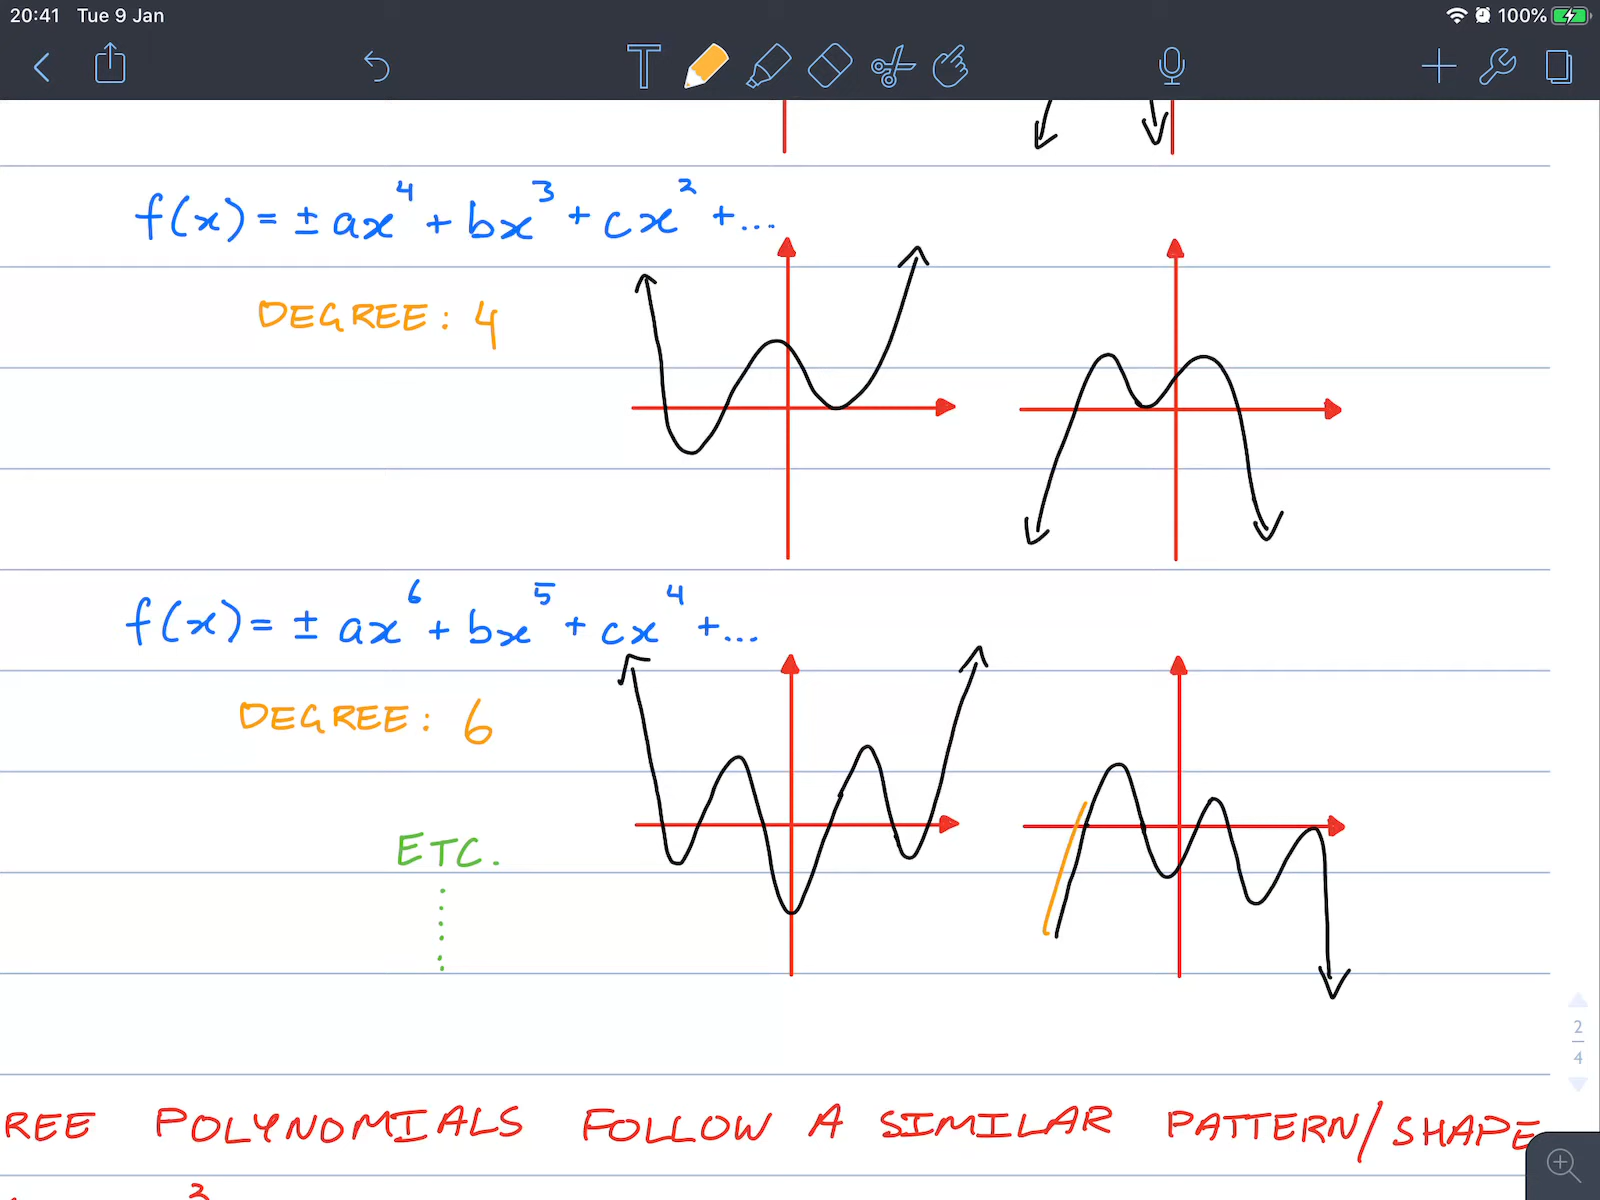 20:41 Tue 9 Jan 100%
f(x) = ± ax⁴ + bx³ + cx² + ...
DEGREE: 4
f(x) = ± ax⁶ + bx⁵ + cx⁴ + ...
DEGREE: 6
ETC.
2
4
REE POLYNOMIALS FOLLOW A SIMILAR PATTERN/SHAPE
3